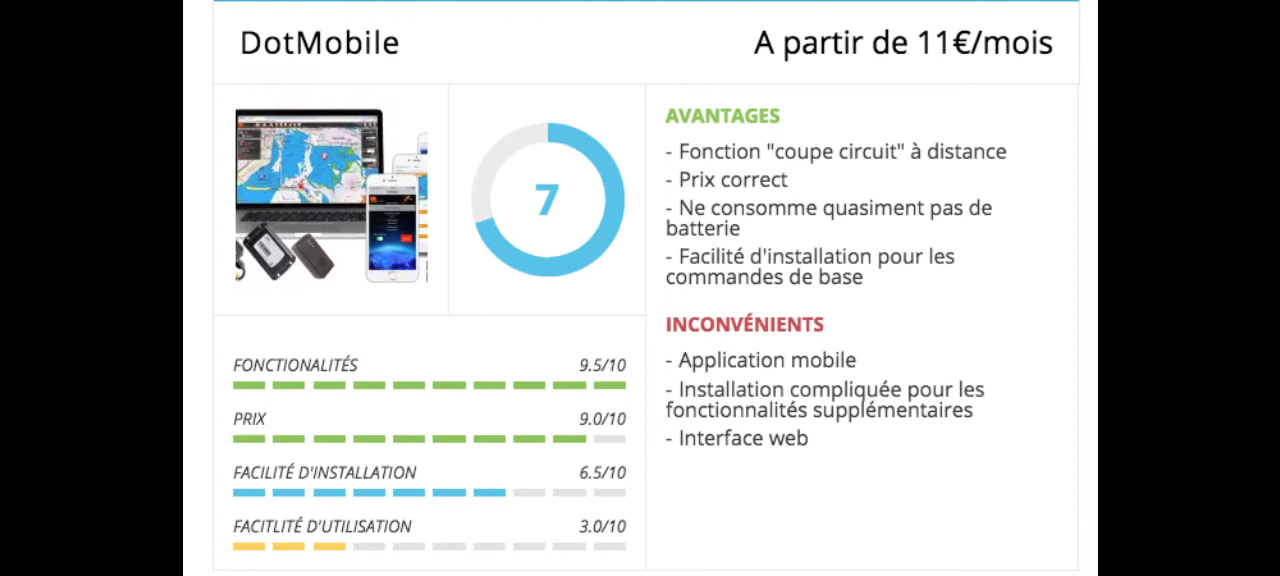 DotMobile
A partir de 11€/mois
7
AVANTAGES
- Fonction "coupe circuit" à distance
- Prix correct
- Ne consomme quasiment pas de
batterie
- Facilité d'installation pour les
commandes de base
INCONVÉNIENTS
- Application mobile
- Installation compliquée pour les
fonctionnalités supplémentaires
- Interface web
FONCTIONALITÉS 9.5/10
PRIX 9.0/10
FACILITÉ D'INSTALLATION 6.5/10
FACITLITÉ D'UTILISATION 3.0/10